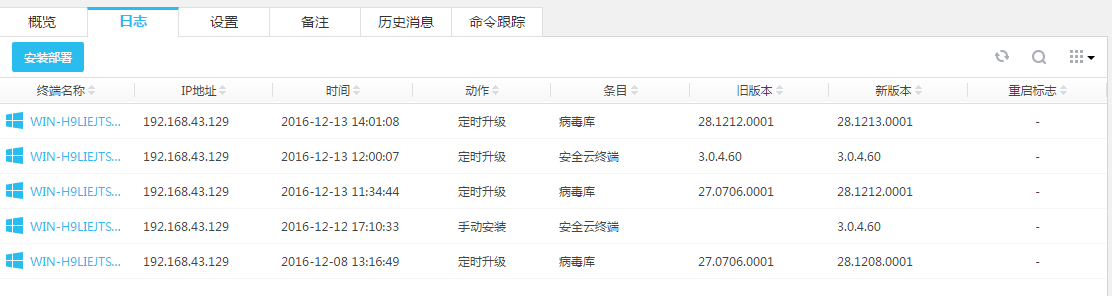 概览 日志 设置 备注 历史消息 命令跟踪
安装部署
终端名称 IP地址 时间 动作 条目 旧版本 新版本 重启标志
WIN-H9LIEJTS... 192.168.43.129 2016-12-13 14:01:08 定时升级 病毒库 28.1212.0001 28.1213.0001 -
WIN-H9LIEJTS... 192.168.43.129 2016-12-13 12:00:07 定时升级 安全云终端 3.0.4.60 3.0.4.60 -
WIN-H9LIEJTS... 192.168.43.129 2016-12-13 11:34:44 定时升级 病毒库 27.0706.0001 28.1212.0001 -
WIN-H9LIEJTS... 192.168.43.129 2016-12-12 17:10:33 手动安装 安全云终端 3.0.4.60 -
WIN-H9LIEJTS... 192.168.43.129 2016-12-08 13:16:49 定时升级 病毒库 27.0706.0001 28.1208.0001 -